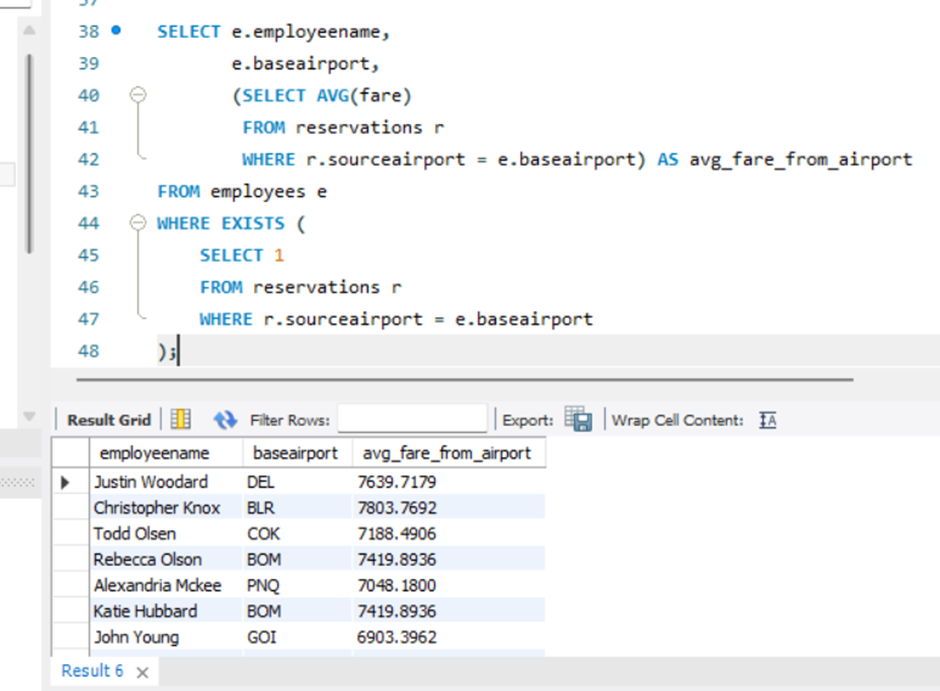 37
38 SELECT e.employeename,
39 e.baseairport,
40 (SELECT AVG(fare)
41 FROM reservations r
42 WHERE r.sourceairport = e.baseairport) AS avg_fare_from_airport
43 FROM employees e
44 WHERE EXISTS (
45 SELECT 1
46 FROM reservations r
47 WHERE r.sourceairport = e.baseairport
48 );
Result Grid Filter Rows: Export: Wrap Cell Content:
employeename baseairport avg_fare_from_airport
Justin Woodard DEL 7639.7179
Christopher Knox BLR 7803.7692
Todd Olsen COK 7188.4906
Rebecca Olson BOM 7419.8936
Alexandria Mckee PNQ 7048.1800
Katie Hubbard BOM 7419.8936
John Young GOI 6903.3962
Result 6